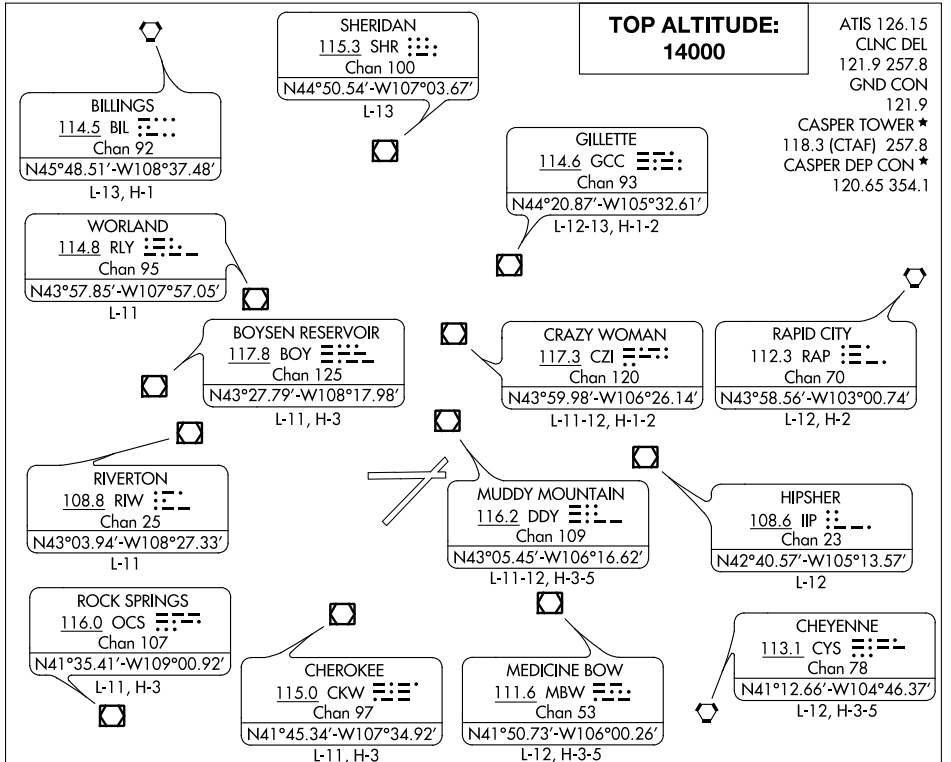 TOP ALTITUDE:
14000
ATIS 126.15
CLNC DEL
121.9 257.8
GND CON
121.9
CASPER TOWER ★
118.3 (CTAF) 257.8
CASPER DEP CON ★
120.65 354.1
SHERIDAN
115.3 SHR
Chan 100
N44°50.54'-W107°03.67'
L-13
BILLINGS
114.5 BIL
Chan 92
N45°48.51'-W108°37.48'
L-13, H-1
GILLETTE
114.6 GCC
Chan 93
N44°20.87'-W105°32.61'
L-12-13, H-1-2
WORLAND
114.8 RLY
Chan 95
N43°57.85'-W107°57.05'
L-11
BOYSEN RESERVOIR
117.8 BOY
Chan 125
N43°27.79'-W108°17.98'
L-11, H-3
CRAZY WOMAN
117.3 CZI
Chan 120
N43°59.98'-W106°26.14'
L-11-12, H-1-2
RAPID CITY
112.3 RAP
Chan 70
N43°58.56'-W103°00.74'
L-12, H-2
RIVERTON
108.8 RIW
Chan 25
N43°03.94'-W108°27.33'
L-11
MUDDY MOUNTAIN
116.2 DDY
Chan 109
N43°05.45'-W106°16.62'
L-11-12, H-3-5
HIPSHER
108.6 IIP
Chan 23
N42°40.57'-W105°13.57'
L-12
ROCK SPRINGS
116.0 OCS
Chan 107
N41°35.41'-W109°00.92'
L-11, H-3
CHEROKEE
115.0 CKW
Chan 97
N41°45.34'-W107°34.92'
L-11, H-3
MEDICINE BOW
111.6 MBW
Chan 53
N41°50.73'-W106°00.26'
L-12, H-3-5
CHEYENNE
113.1 CYS
Chan 78
N41°12.66'-W104°46.37'
L-12, H-3-5